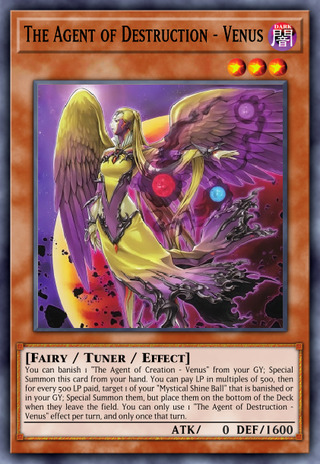 The Agent of Destruction - Venus
DARK
闇
[Fairy / Tuner / Effect]
You can banish 1 "The Agent of Creation - Venus" from your GY; Special
Summon this card from your hand. You can pay LP in multiples of 500, then
for every 500 LP paid, target 1 of your "Mystical Shine Ball" that is banished or
in your GY; Special Summon them, but place them on the bottom of the Deck
when they leave the field. You can only use 1 "The Agent of Destruction -
Venus" effect per turn, and only once that turn.
ATK/ 0 DEF/1600